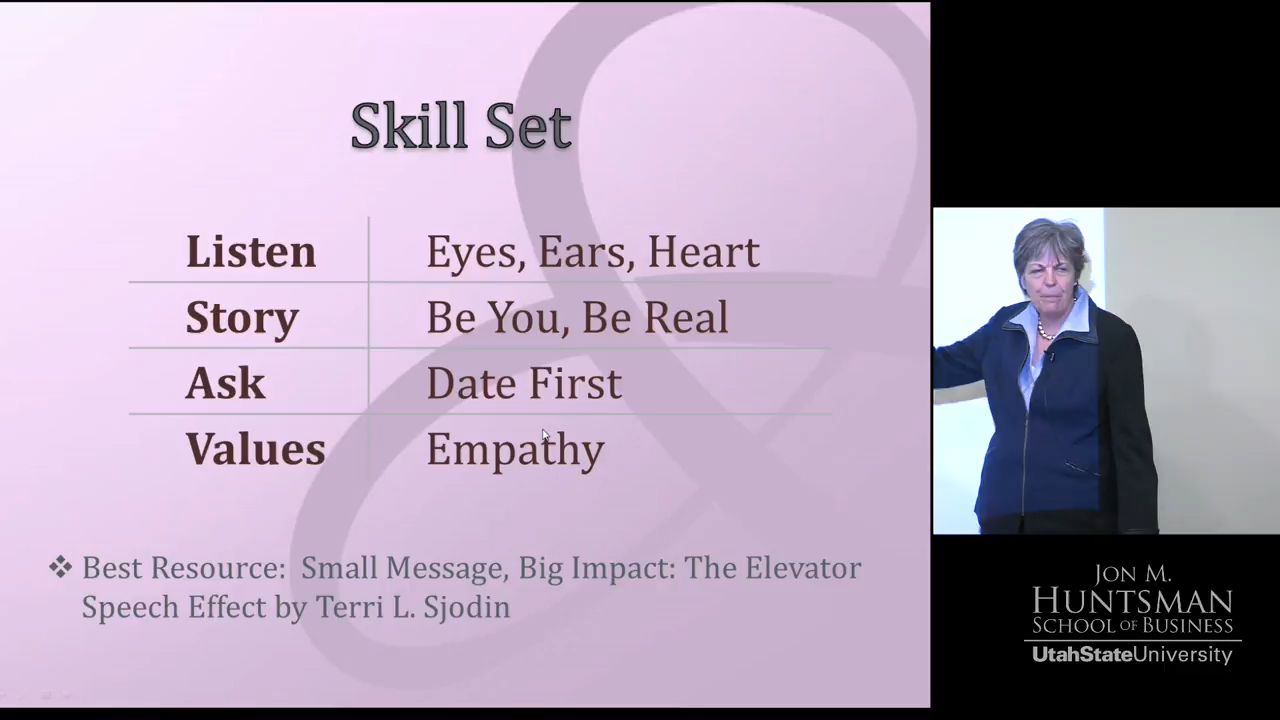 Skill Set
Listen Eyes, Ears, Heart
Story Be You, Be Real
Ask Date First
Values Empathy
Best Resource: Small Message, Big Impact: The Elevator
Speech Effect by Terri L. Sjodin
JON M.
HUNTSMAN
SCHOOL OF BUSINESS
UtahStateUniversity